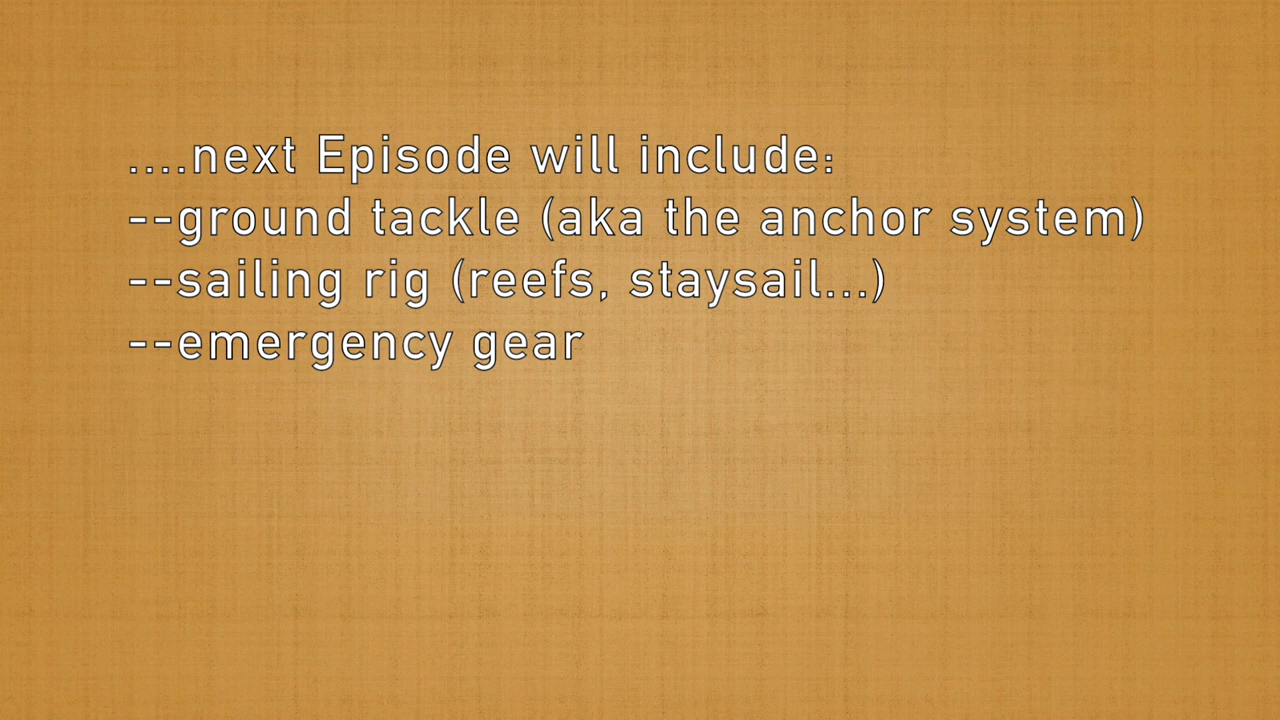 ....next Episode will include:
--ground tackle (aka the anchor system)
--sailing rig (reefs, staysail...)
--emergency gear